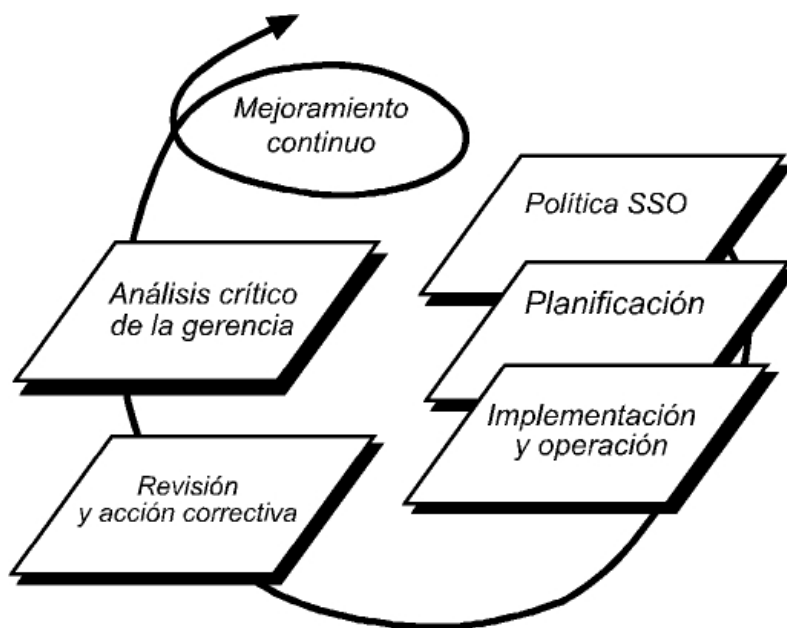 Mejoramiento
continuo
Política SSO
Planificación
Implementación
y operación
Revisión
y acción correctiva
Análisis crítico
de la gerencia